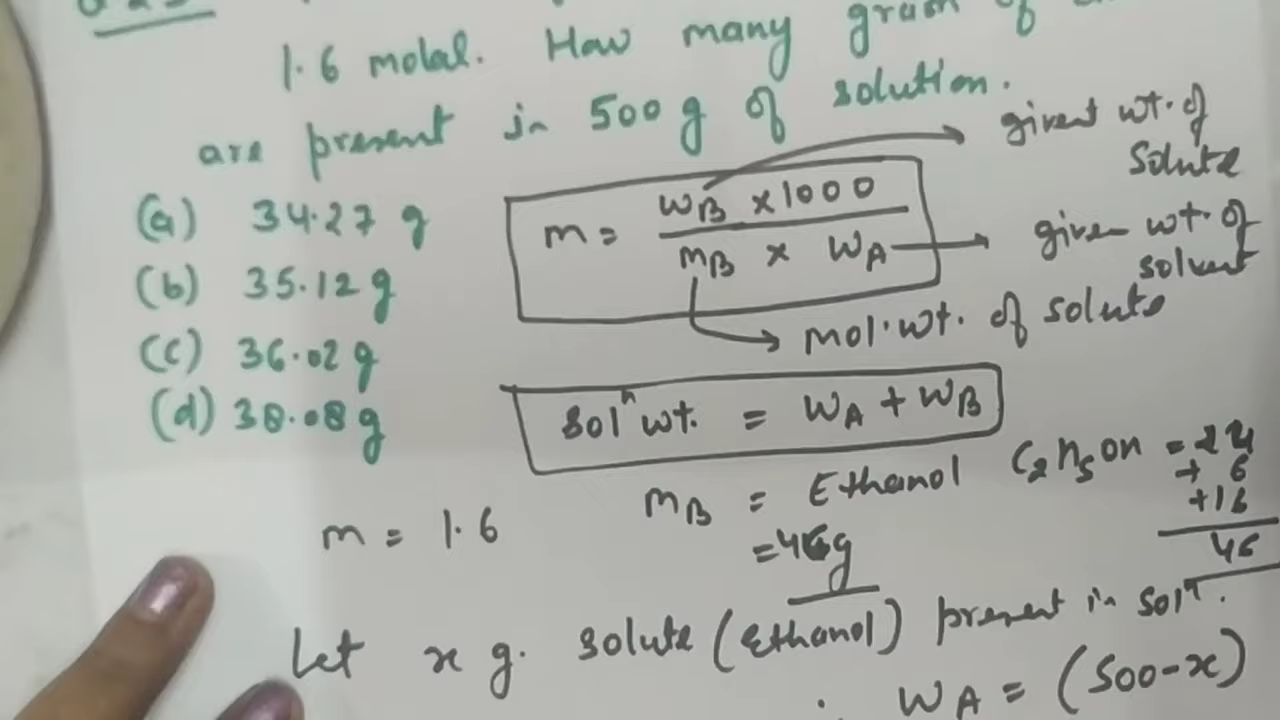 1.6 molal. How many
are present in 500 g of solution.
(a) 34.27 g
(b) 35.12 g
(c) 36.02 g
(d) 38.08 g
m = WB x 1000 / MB x WA
givent wt. of Solute
given wt. of solvent
mol. wt. of solute
solⁿ wt. = WA + WB
m = 1.6
MB = Ethanol C2H5OH = 24
+ 6
+16
46
= 46g
Let x g. solute (Ethanol) present in solⁿ.
WA = (500-x)